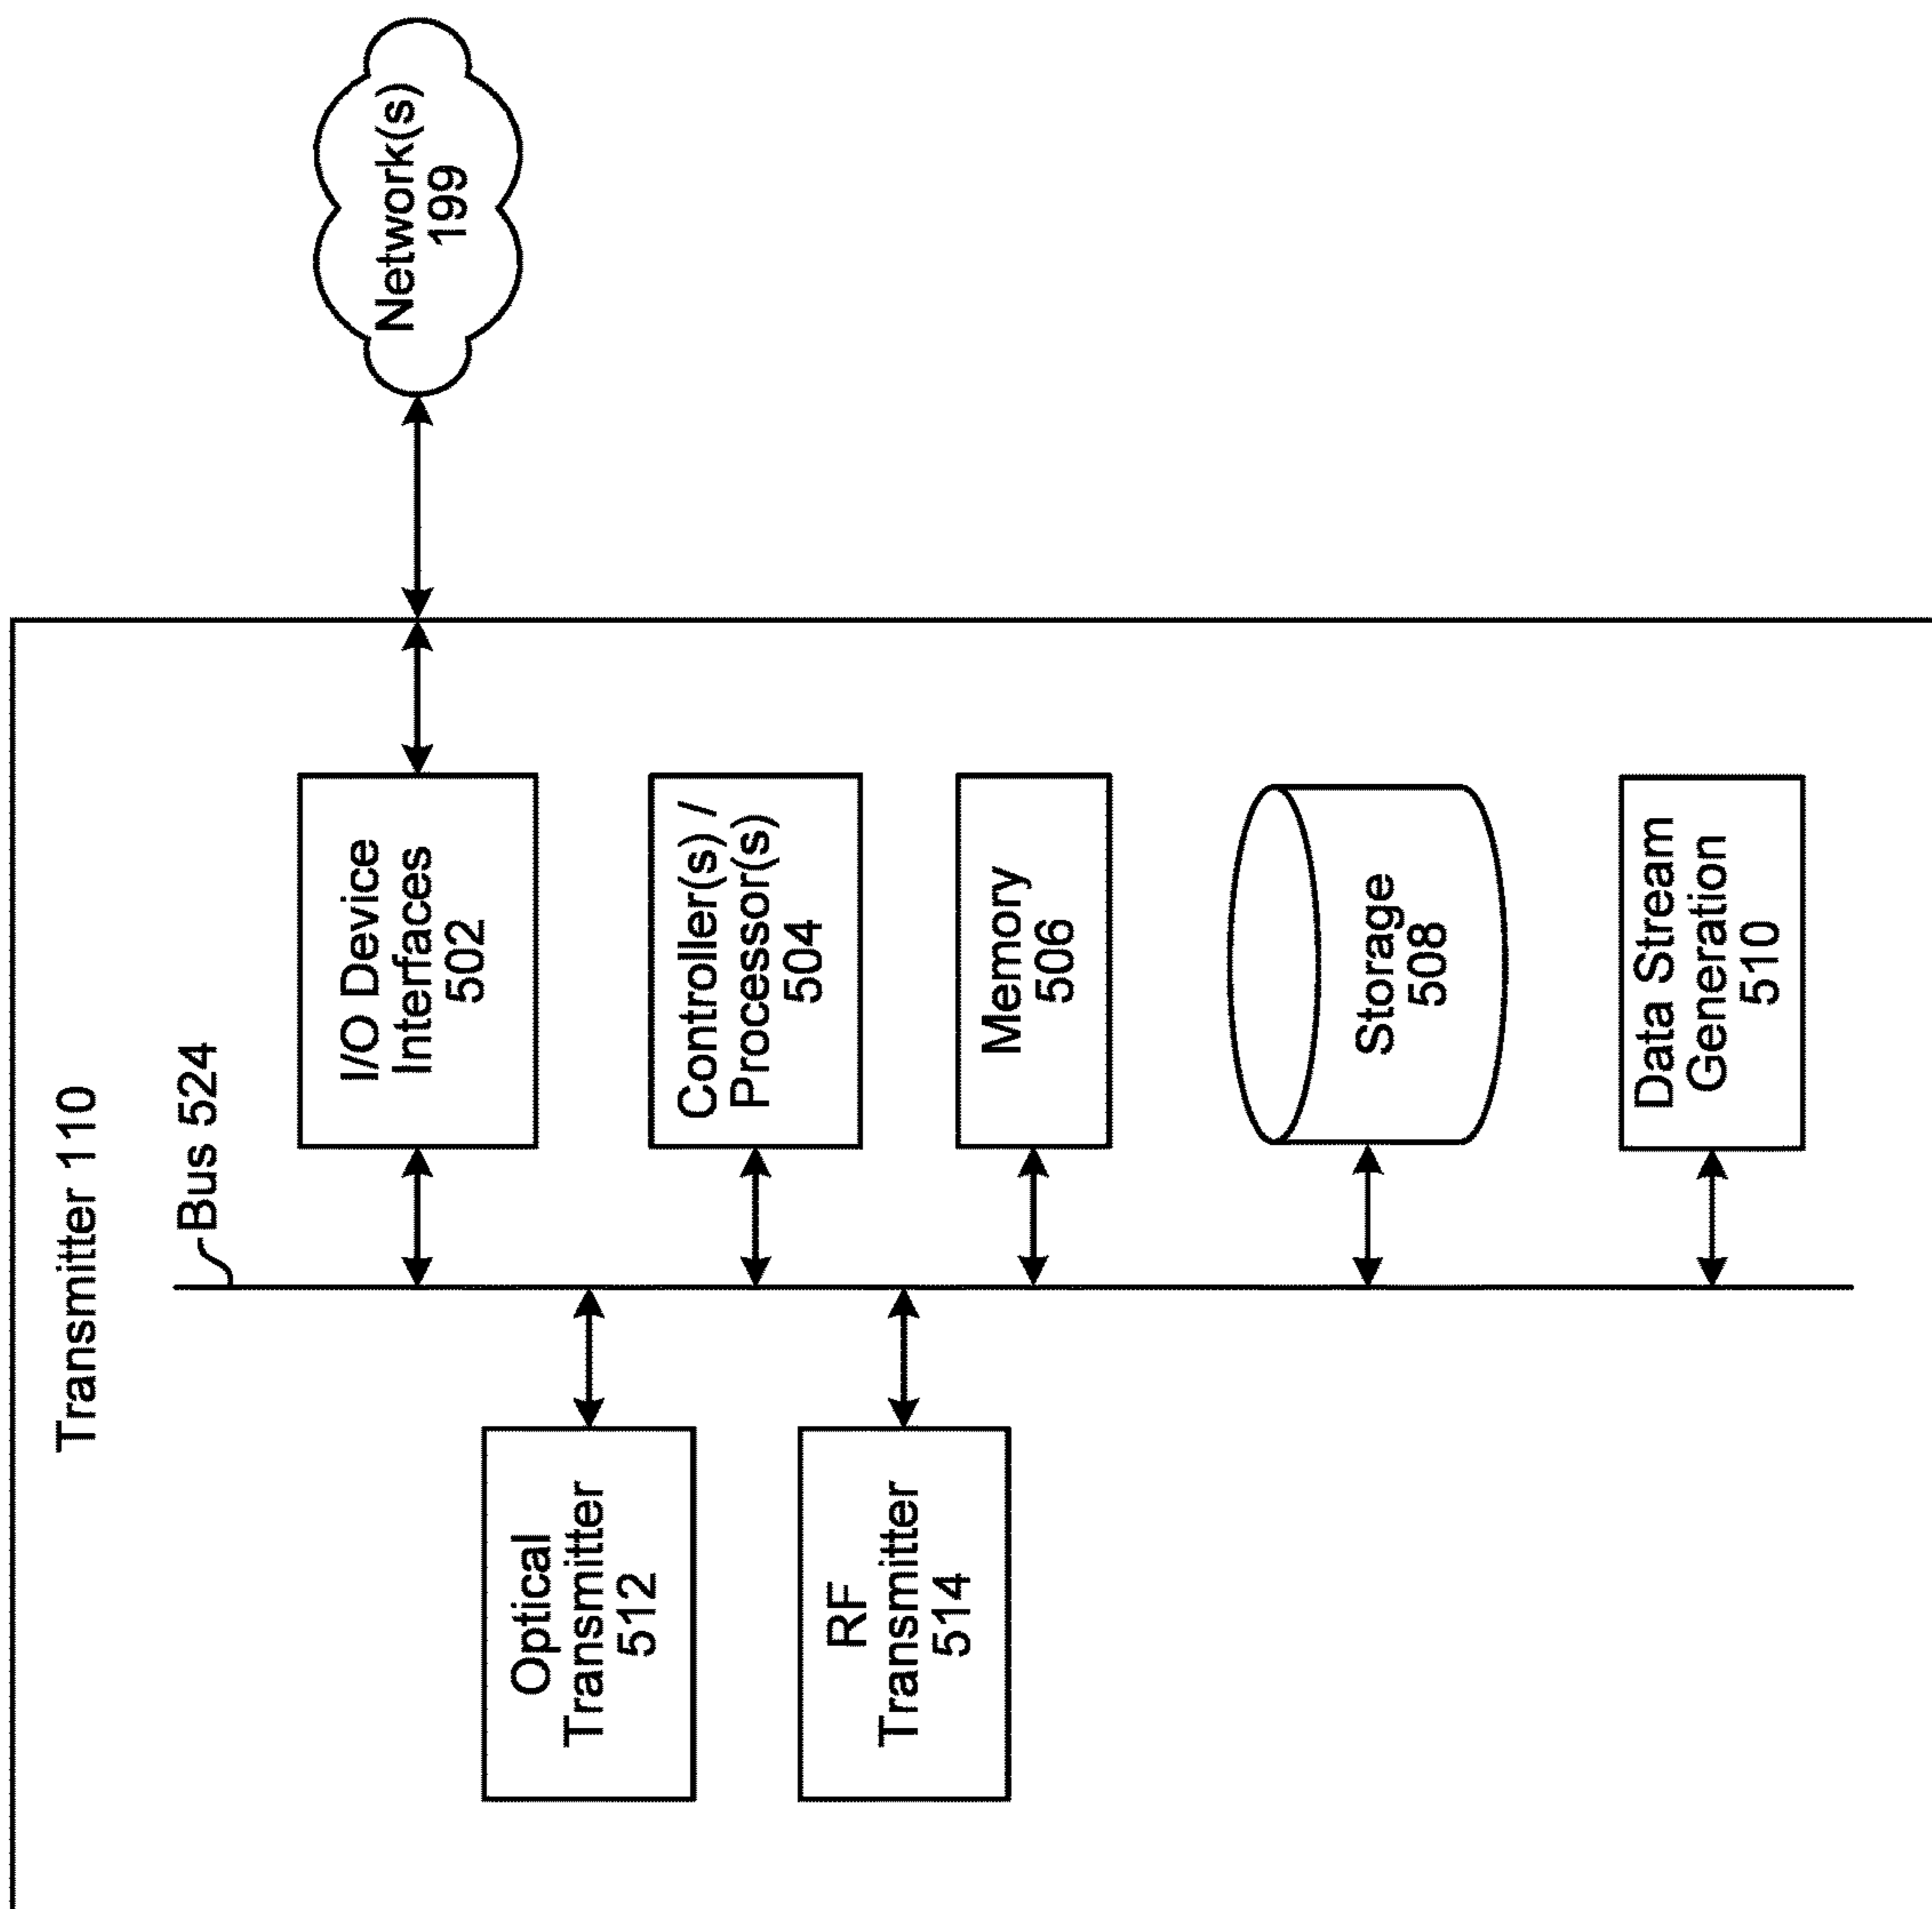 Transmitter 110
Bus 524
Network(s)
199
I/O Device
Interfaces
502
Controller(s) /
Processor(s)
504
Memory
506
Storage
508
Data Stream
Generation
510
Optical
Transmitter
512
RF
Transmitter
514